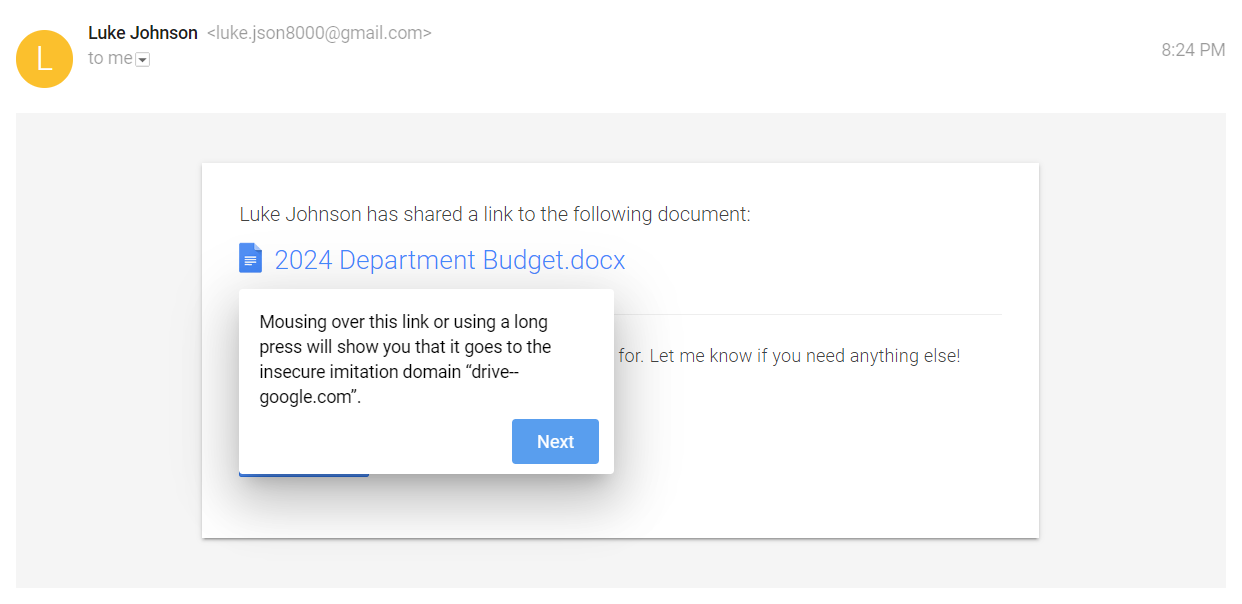 Luke Johnson <luke.json8000@gmail.com>
to me
8:24 PM
L
Luke Johnson has shared a link to the following document:
2024 Department Budget.docx
for. Let me know if you need anything else!
Mousing over this link or using a long
press will show you that it goes to the
insecure imitation domain “drive--
google.com”.
Next